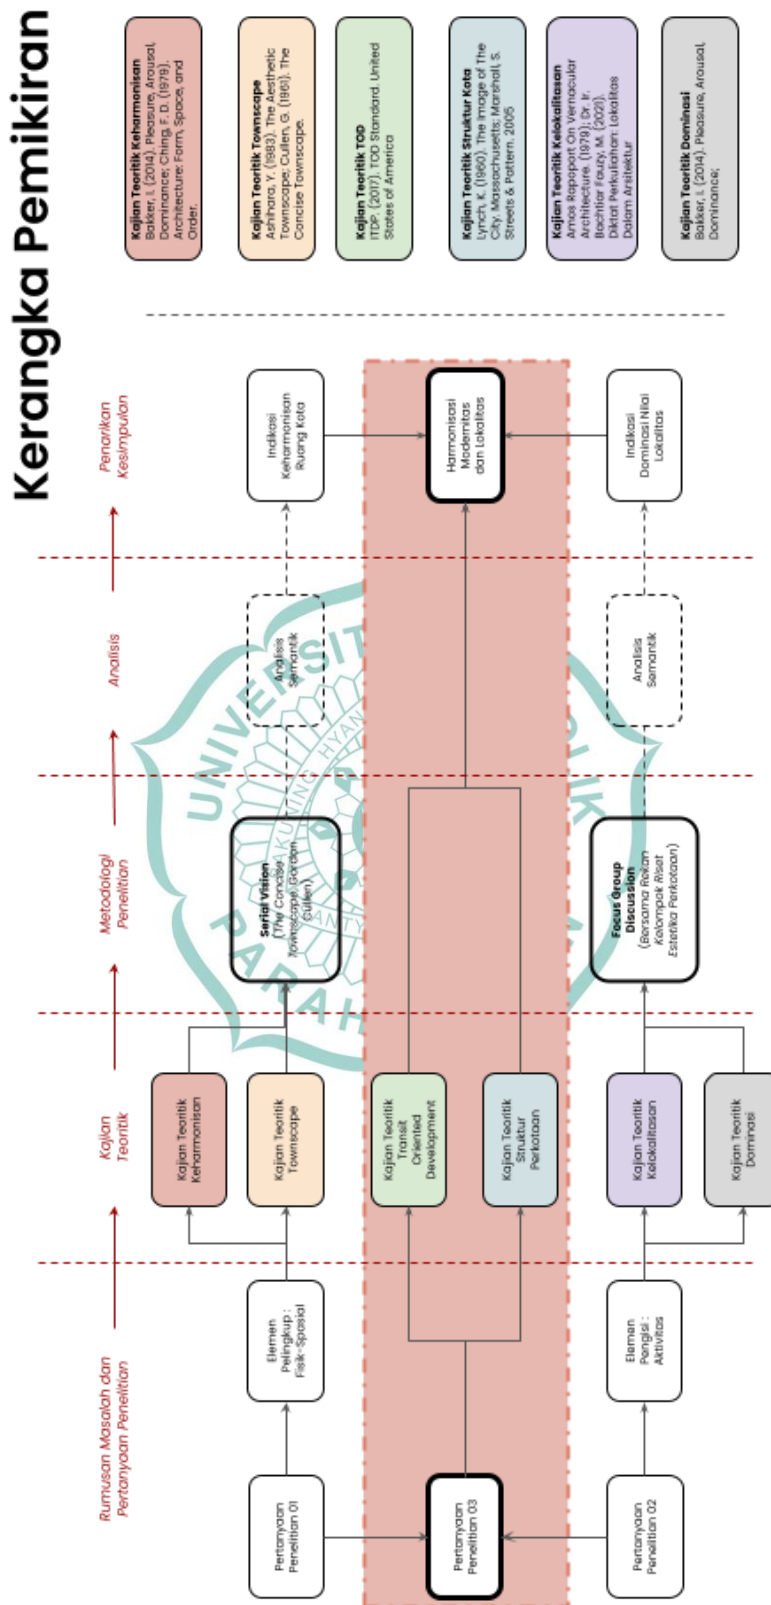 Kerangka Pemikiran
Rumusan Masalah dan
Pertanyaan Penelitian
Kajian
Teoritik
Metodologi
Penelitian
Analisis
Penarikan
Kesimpulan
Pertanyaan
Penelitian 01
Elemen
Pelingkup :
Fisik-Spasial
Kajian Teoritik
Keharmonisan
Kajian Teoritik
Townscape
Serial Vision
(The Concise
Townscape, Gordon
Cullen)
Analisis
Semantik
Indikasi
Keharmonisan
Ruang Kota
Pertanyaan
Penelitian 03
Kajian Teoritik
Transit
Oriented
Development
Kajian Teoritik
Struktur
Perkotaan
Harmonisasi
Modernitas
dan Lokalitas
Pertanyaan
Penelitian 02
Elemen
Pengisi :
Aktivitas
Kajian Teoritik
Kelokalitasan
Kajian Teoritik
Dominasi
Focus Group
Discussion
(Bersama Rekan
Kelompok Riset
Estetika Perkotaan)
Analisis
Semantik
Indikasi
Dominasi Nilai
Lokalitas
Kajian Teoritik Keharmonisan
Bakker, I. (2014). Pleasure, Arousal,
Dominance; Ching, F. D. (1979).
Architecture: Form, Space, and
Order.
Kajian Teoritik Townscape
Ashihara, Y. (1983). The Aesthetic
Townscape; Cullen, G. (1961). The
Concise Townscape.
Kajian Teoritik TOD
ITDP. (2017). TOD Standard. United
States of America
Kajian Teoritik Struktur Kota
Lynch, K. (1960). The Image of The
City. Massachusetts; Marshall, S.
Streets & Pattern. 2005
Kajian Teoritik Kelokalitasan
Amos Rapoport On Vernacular
Architecture. (1979); Dr. Ir.
Bachtiar Fauzy, M. (2021).
Diktat Perkuliahan: Lokalitas
Dalam Arsitektur
Kajian Teoritik Dominasi
Bakker, I. (2014). Pleasure, Arousal,
Dominance;
UNIVERSIT
LIK
PARAH
AKUNING HYAN
ANTY